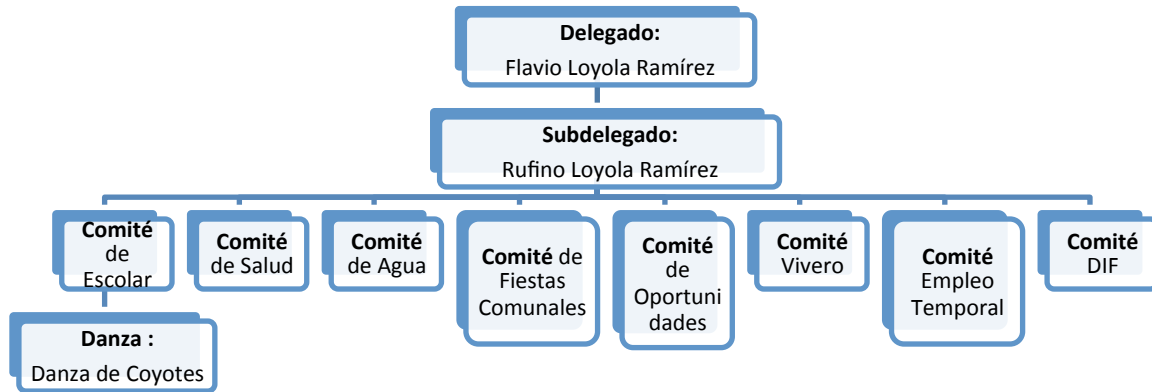 Delegado:
Flavio Loyola Ramírez
Subdelegado:
Rufino Loyola Ramírez
Comité
de
Escolar
Comité
de Salud
Comité
de Agua
Comité de
Fiestas
Comunales
Comité
de
Oportuni
dades
Comité
Vivero
Comité
Empleo
Temporal
Comité
DIF
Danza :
Danza de Coyotes